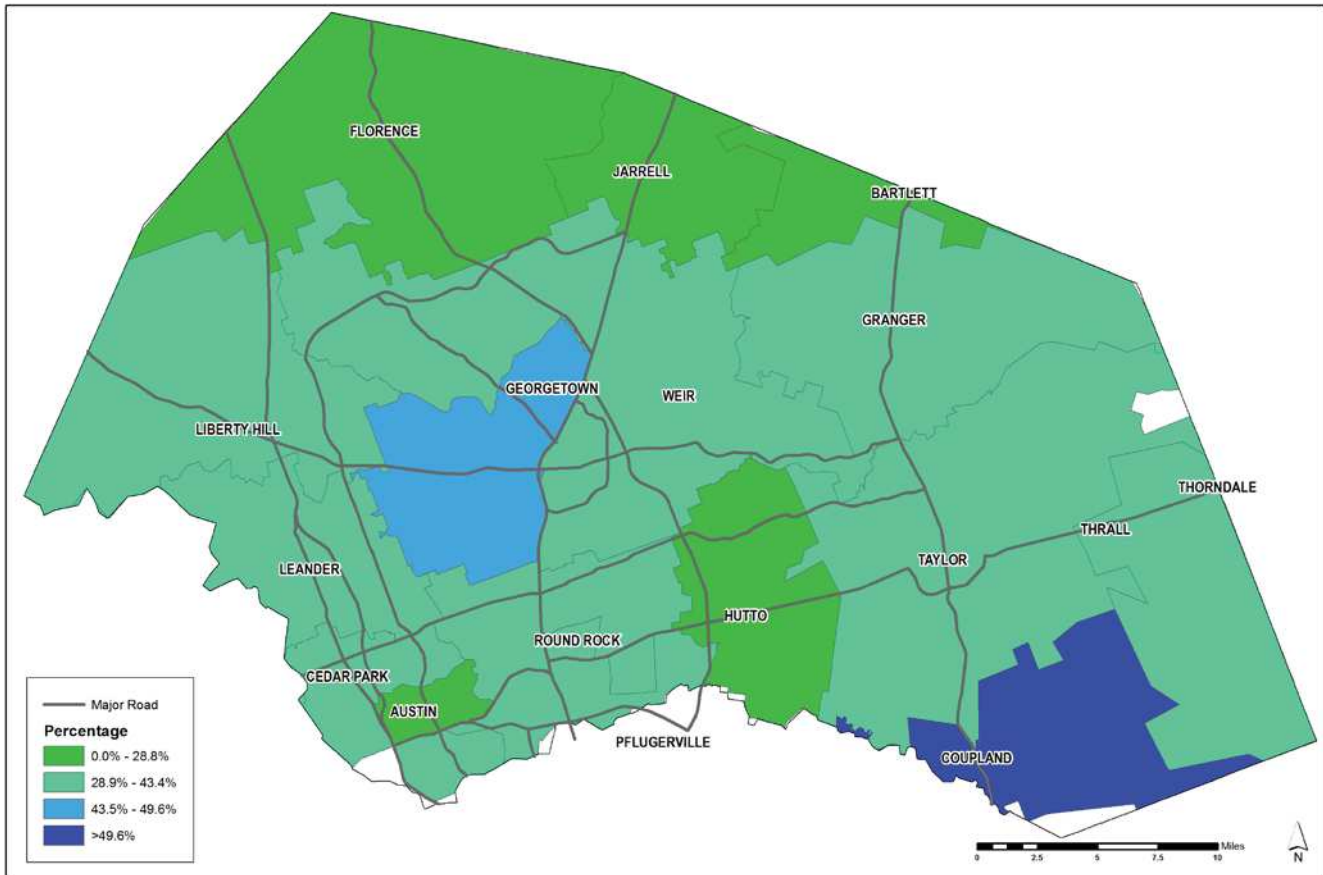 FLORENCE
JARRELL
BARTLETT
GRANGER
GEORGETOWN
WEIR
LIBERTY HILL
THORNDALE
THRALL
TAYLOR
LEANDER
HUTTO
ROUND ROCK
CEDAR PARK
AUSTIN
PFLUGERVILLE
COUPLAND
Major Road
Percentage
0.0% - 28.8%
28.9% - 43.4%
43.5% - 49.6%
>49.6%
Miles
0 2.5 5 7.5 10
N